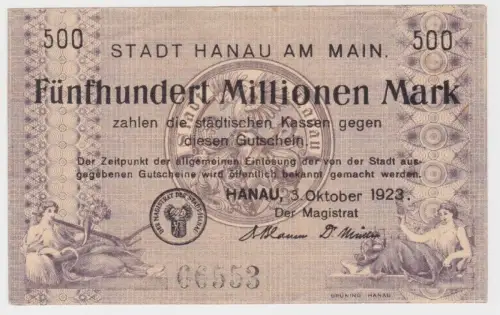 500 500
STADT HANAU AM MAIN.
Fünfhundert Millionen Mark
zahlen die städtischen Kassen gegen
diesen Gutschein.
Der Zeitpunkt der allgemeinen Einlösung der von der Stadt aus-
gegebenen Gutscheine wird öffentlich bekannt gemacht werden.
HANAU, 3. Oktober 1923.
Der Magistrat
66553